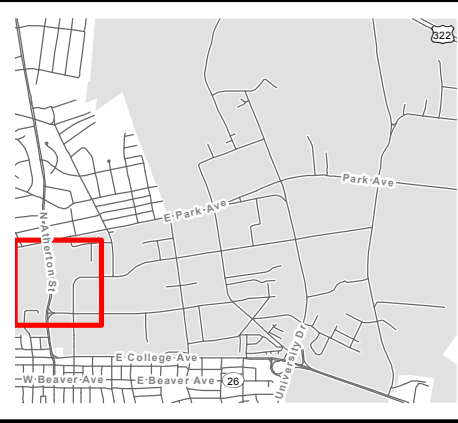 322
Park Ave
E Park Ave
N Atherton St
E College Ave
W Beaver Ave
E Beaver Ave
26
University Dr